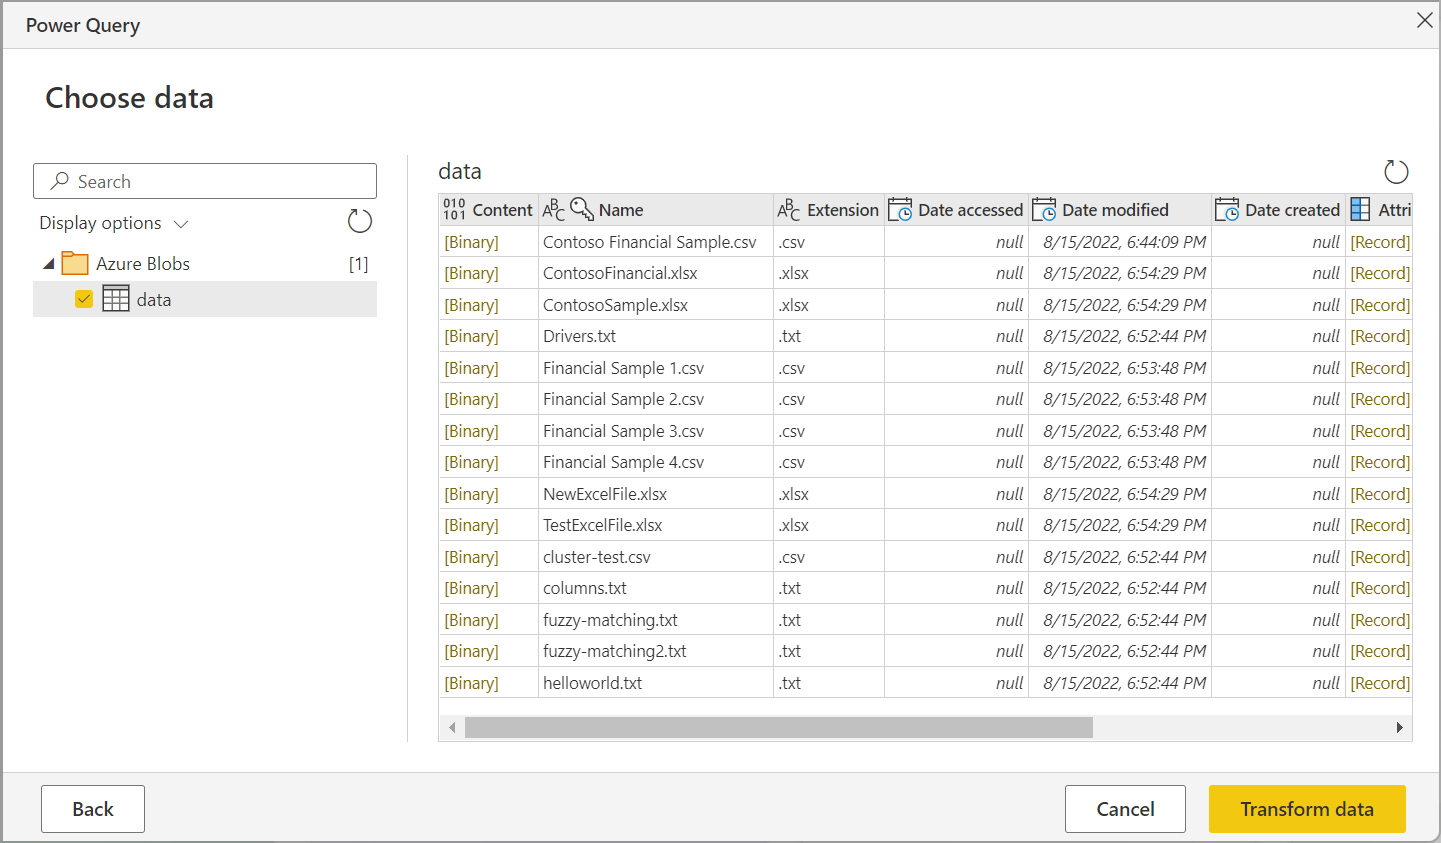 Power Query
Choose data
Search
Display options
Azure Blobs [1]
data
data
010 101 Content ABC Name ABC Extension Date accessed Date modified Date created Attri
[Binary] Contoso Financial Sample.csv .csv null 8/15/2022, 6:44:09 PM null [Record]
[Binary] ContosoFinancial.xlsx .xlsx null 8/15/2022, 6:54:29 PM null [Record]
[Binary] ContosoSample.xlsx .xlsx null 8/15/2022, 6:54:29 PM null [Record]
[Binary] Drivers.txt .txt null 8/15/2022, 6:52:44 PM null [Record]
[Binary] Financial Sample 1.csv .csv null 8/15/2022, 6:53:48 PM null [Record]
[Binary] Financial Sample 2.csv .csv null 8/15/2022, 6:53:48 PM null [Record]
[Binary] Financial Sample 3.csv .csv null 8/15/2022, 6:53:48 PM null [Record]
[Binary] Financial Sample 4.csv .csv null 8/15/2022, 6:53:48 PM null [Record]
[Binary] NewExcelFile.xlsx .xlsx null 8/15/2022, 6:54:29 PM null [Record]
[Binary] TestExcelFile.xlsx .xlsx null 8/15/2022, 6:54:29 PM null [Record]
[Binary] cluster-test.csv .csv null 8/15/2022, 6:52:44 PM null [Record]
[Binary] columns.txt .txt null 8/15/2022, 6:52:44 PM null [Record]
[Binary] fuzzy-matching.txt .txt null 8/15/2022, 6:52:44 PM null [Record]
[Binary] fuzzy-matching2.txt .txt null 8/15/2022, 6:52:44 PM null [Record]
[Binary] helloworld.txt .txt null 8/15/2022, 6:52:44 PM null [Record]
Back Cancel Transform data